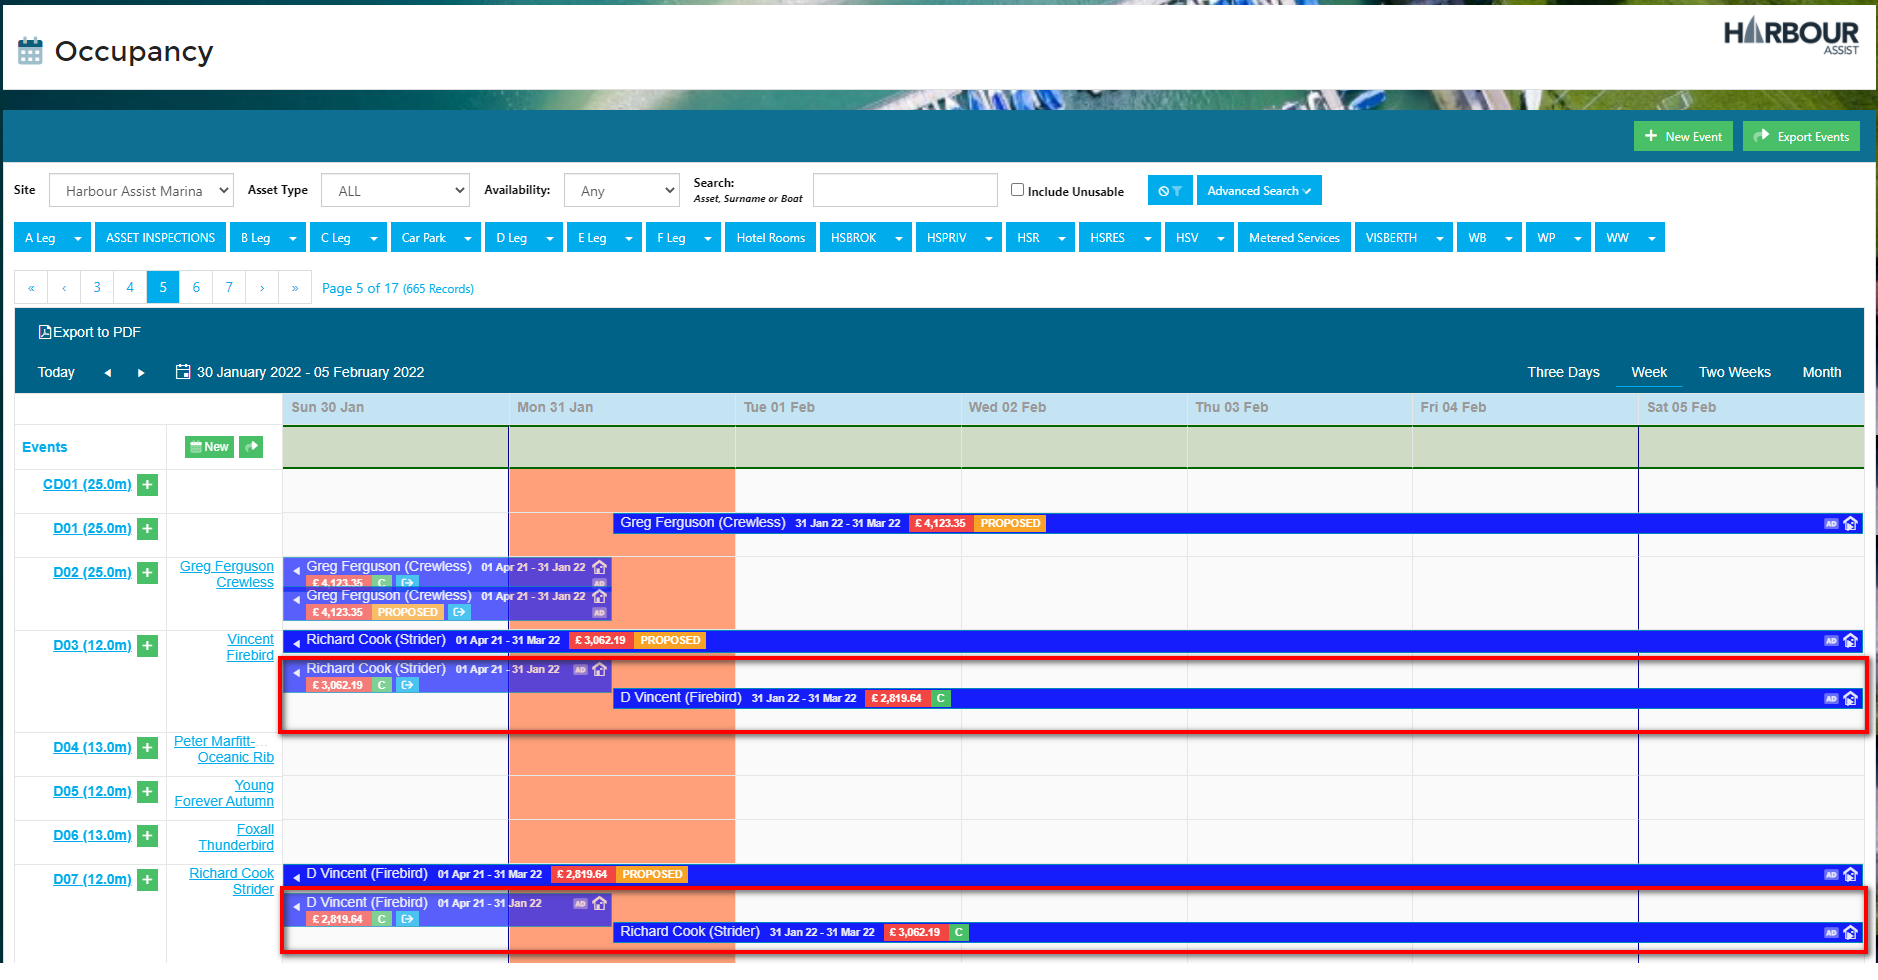 Occupancy
HARBOUR
ASSIST
New Event
Export Events
Site
Harbour Assist Marina
Asset Type
ALL
Availability:
Any
Search:
Asset, Surname or Boat
Include Unusable
Advanced Search
A Leg
ASSET INSPECTIONS
B Leg
C Leg
Car Park
D Leg
E Leg
F Leg
Hotel Rooms
HSBROK
HSPRIV
HSR
HSRES
HSV
Metered Services
VISBERTH
WB
WP
WW
« ‹ 3 4 5 6 7 › » Page 5 of 17 (665 Records)
Export to PDF
Today
30 January 2022 - 05 February 2022
Three Days
Week
Two Weeks
Month
Sun 30 Jan
Mon 31 Jan
Tue 01 Feb
Wed 02 Feb
Thu 03 Feb
Fri 04 Feb
Sat 05 Feb
Events
New
CD01 (25.0m) +
D01 (25.0m) +
Greg Ferguson (Crewless) 31 Jan 22 - 31 Mar 22 £ 4,123.35 PROPOSED AD
D02 (25.0m) +
Greg Ferguson
Crewless
Greg Ferguson (Crewless) 01 Apr 21 - 31 Jan 22
£ 4,123.35 C AD
Greg Ferguson (Crewless) 01 Apr 21 - 31 Jan 22
£ 4,123.35 PROPOSED AD
D03 (12.0m) +
Vincent
Firebird
Richard Cook (Strider) 01 Apr 21 - 31 Mar 22 £ 3,062.19 PROPOSED AD
Richard Cook (Strider) 01 Apr 21 - 31 Jan 22 AD
£ 3,062.19 C
D Vincent (Firebird) 31 Jan 22 - 31 Mar 22 £ 2,819.64 C AD
D04 (13.0m) +
Peter Marfitt-...
Oceanic Rib
D05 (12.0m) +
Young
Forever Autumn
D06 (13.0m) +
Foxall
Thunderbird
D07 (12.0m) +
Richard Cook
Strider
D Vincent (Firebird) 01 Apr 21 - 31 Mar 22 £ 2,819.64 PROPOSED AD
D Vincent (Firebird) 01 Apr 21 - 31 Jan 22 AD
£ 2,819.64 C
Richard Cook (Strider) 31 Jan 22 - 31 Mar 22 £ 3,062.19 C AD